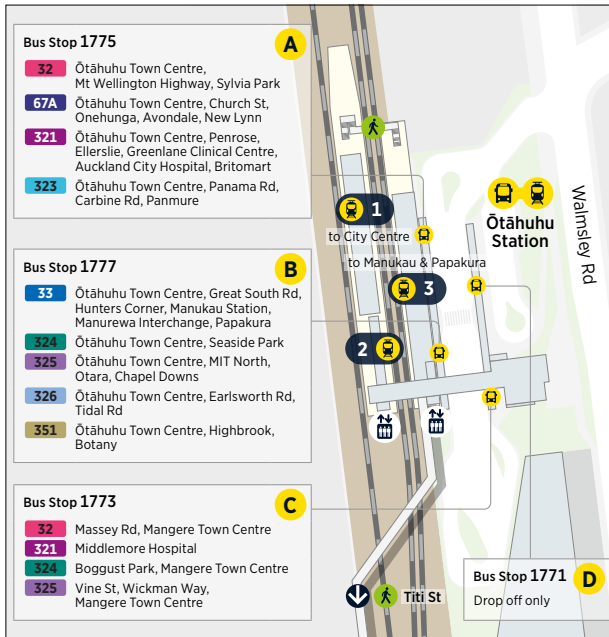 Bus Stop 1775
A
32 Ōtāhuhu Town Centre,
Mt Wellington Highway, Sylvia Park
67A Ōtāhuhu Town Centre, Church St,
Onehunga, Avondale, New Lynn
321 Ōtāhuhu Town Centre, Penrose,
Ellerslie, Greenlane Clinical Centre,
Auckland City Hospital, Britomart
323 Ōtāhuhu Town Centre, Panama Rd,
Carbine Rd, Panmure
Bus Stop 1777
B
33 Ōtāhuhu Town Centre, Great South Rd,
Hunters Corner, Manukau Station,
Manurewa Interchange, Papakura
324 Ōtāhuhu Town Centre, Seaside Park
325 Ōtāhuhu Town Centre, MIT North,
Otara, Chapel Downs
326 Ōtāhuhu Town Centre, Earlsworth Rd,
Tidal Rd
351 Ōtāhuhu Town Centre, Highbrook,
Botany
Bus Stop 1773
C
32 Massey Rd, Mangere Town Centre
321 Middlemore Hospital
324 Boggust Park, Mangere Town Centre
325 Vine St, Wickman Way,
Mangere Town Centre
1
to City Centre
to Manukau & Papakura
3
2
Ōtāhuhu
Station
Walmsley Rd
Titi St
Bus Stop 1771
D
Drop off only